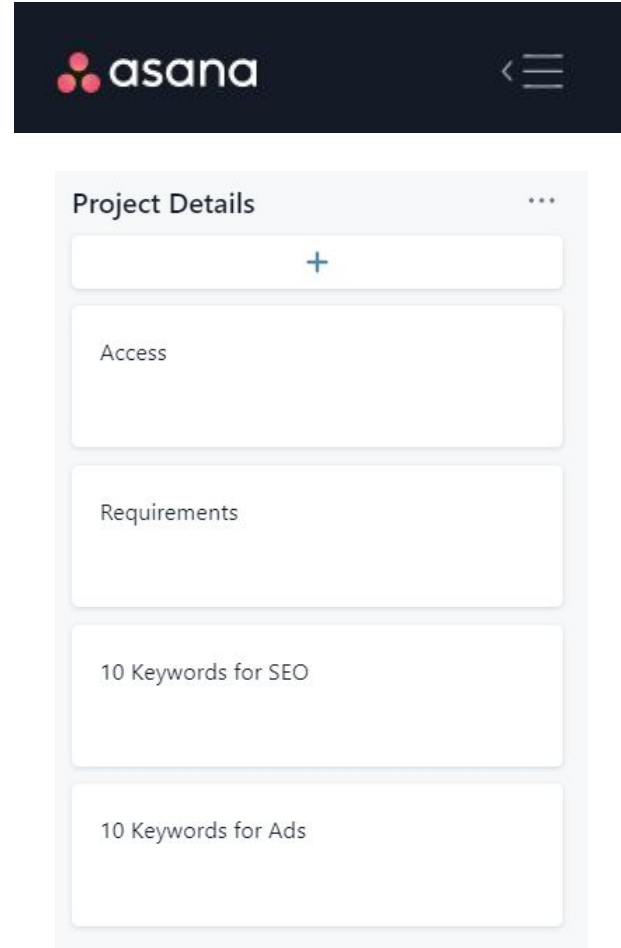 asana
Project Details
Access
Requirements
10 Keywords for SEO
10 Keywords for Ads